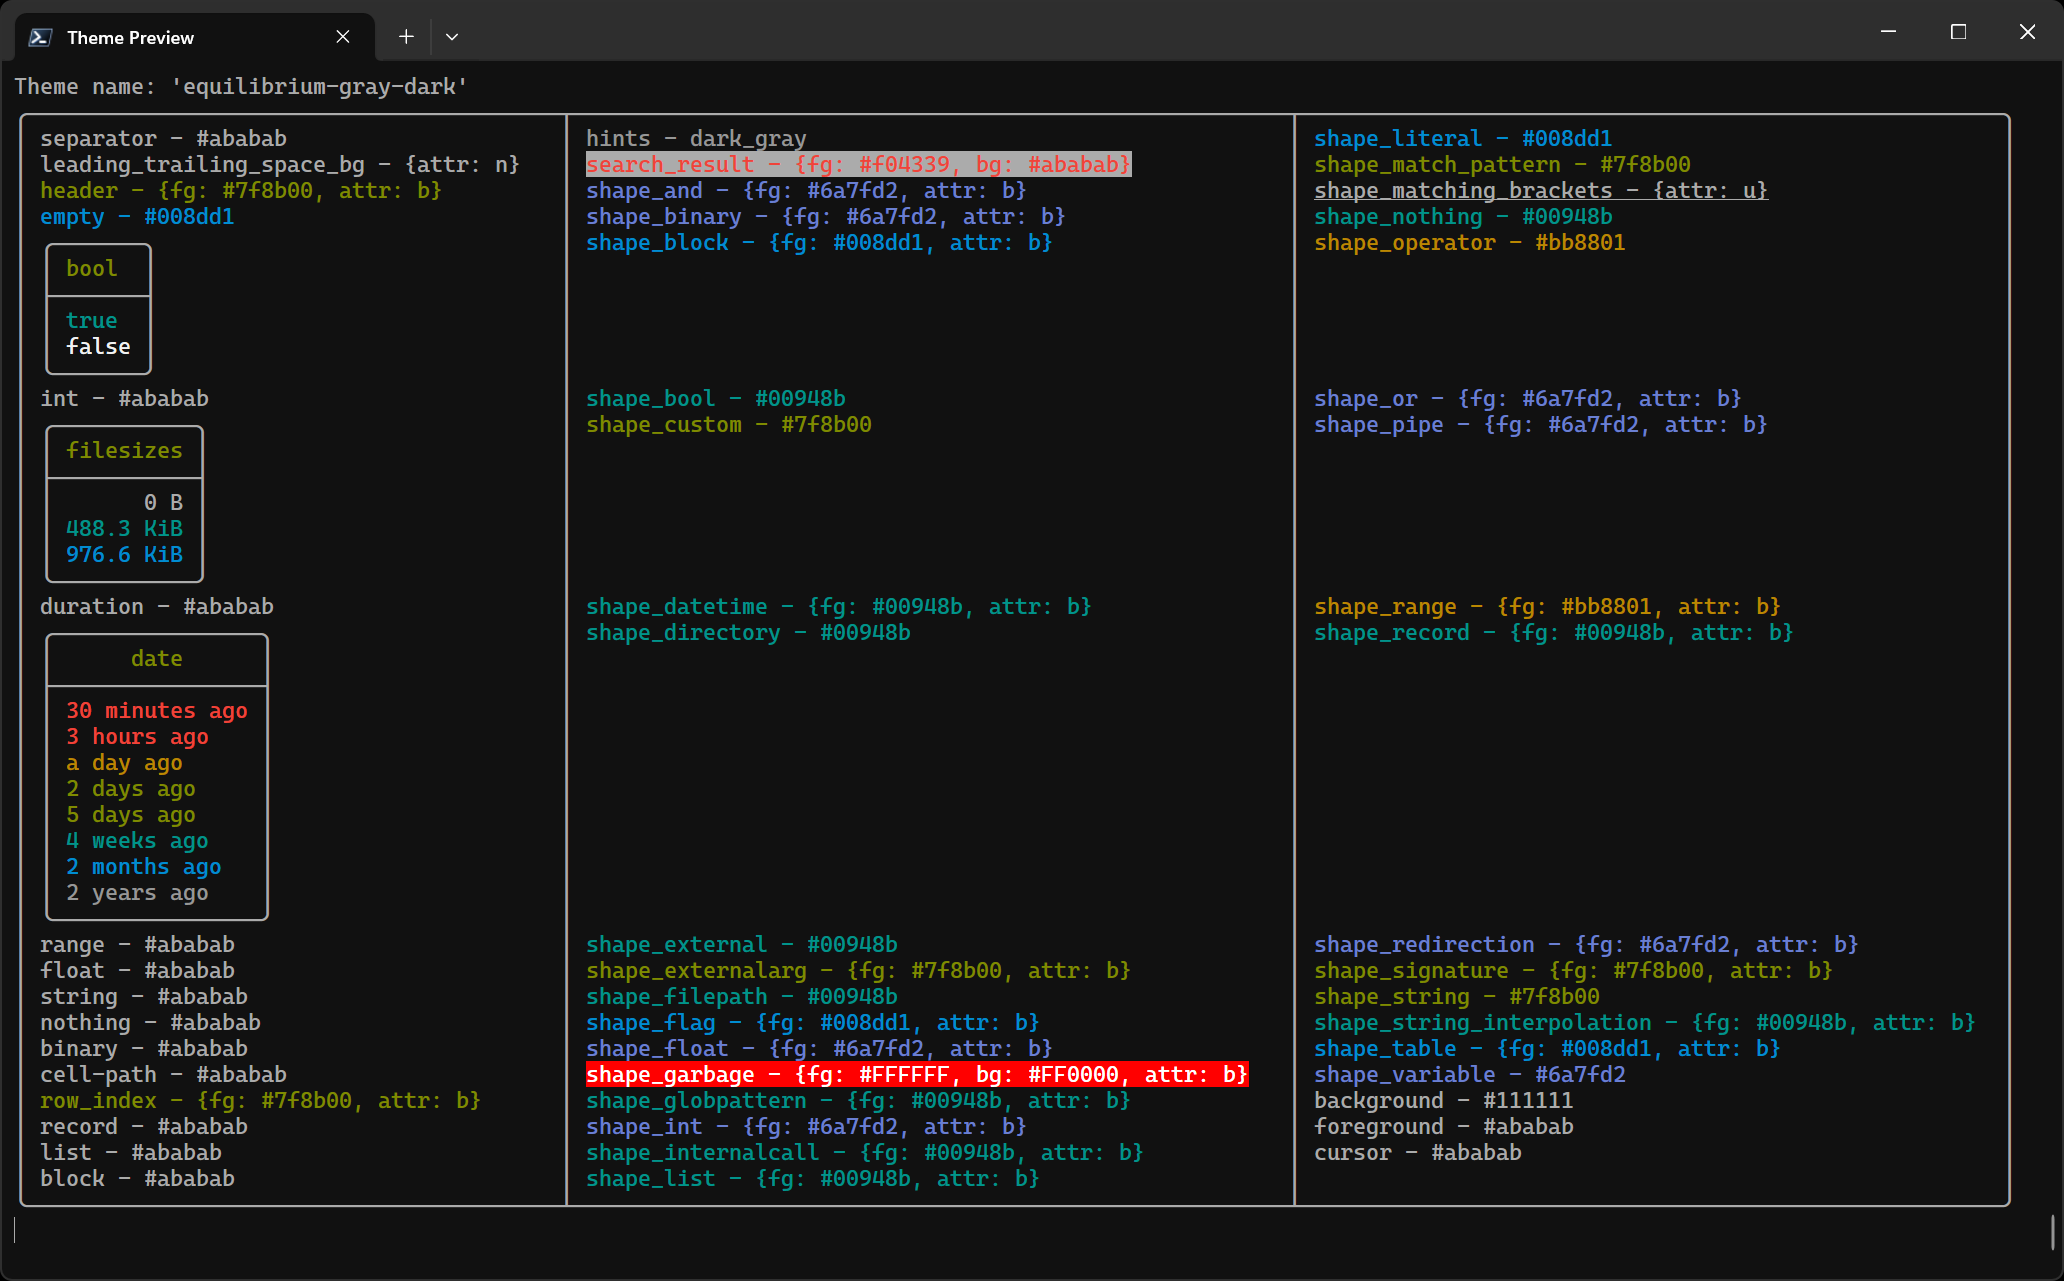 Theme Preview
Theme name: 'equilibrium-gray-dark'
separator - #ababab
leading_trailing_space_bg - {attr: n}
header - {fg: #7f8b00, attr: b}
empty - #008dd1
bool
true
false
int - #ababab
filesizes
0 B
488.3 KiB
976.6 KiB
duration - #ababab
date
30 minutes ago
3 hours ago
a day ago
2 days ago
5 days ago
4 weeks ago
2 months ago
2 years ago
range - #ababab
float - #ababab
string - #ababab
nothing - #ababab
binary - #ababab
cell-path - #ababab
row_index - {fg: #7f8b00, attr: b}
record - #ababab
list - #ababab
block - #ababab
hints - dark_gray
search_result - {fg: #f04339, bg: #ababab}
shape_and - {fg: #6a7fd2, attr: b}
shape_binary - {fg: #6a7fd2, attr: b}
shape_block - {fg: #008dd1, attr: b}
shape_bool - #00948b
shape_custom - #7f8b00
shape_datetime - {fg: #00948b, attr: b}
shape_directory - #00948b
shape_external - #00948b
shape_externalarg - {fg: #7f8b00, attr: b}
shape_filepath - #00948b
shape_flag - {fg: #008dd1, attr: b}
shape_float - {fg: #6a7fd2, attr: b}
shape_garbage - {fg: #FFFFFF, bg: #FF0000, attr: b}
shape_globpattern - {fg: #00948b, attr: b}
shape_int - {fg: #6a7fd2, attr: b}
shape_internalcall - {fg: #00948b, attr: b}
shape_list - {fg: #00948b, attr: b}
shape_literal - #008dd1
shape_match_pattern - #7f8b00
shape_matching_brackets - {attr: u}
shape_nothing - #00948b
shape_operator - #bb8801
shape_or - {fg: #6a7fd2, attr: b}
shape_pipe - {fg: #6a7fd2, attr: b}
shape_range - {fg: #bb8801, attr: b}
shape_record - {fg: #00948b, attr: b}
shape_redirection - {fg: #6a7fd2, attr: b}
shape_signature - {fg: #7f8b00, attr: b}
shape_string - #7f8b00
shape_string_interpolation - {fg: #00948b, attr: b}
shape_table - {fg: #008dd1, attr: b}
shape_variable - #6a7fd2
background - #111111
foreground - #ababab
cursor - #ababab